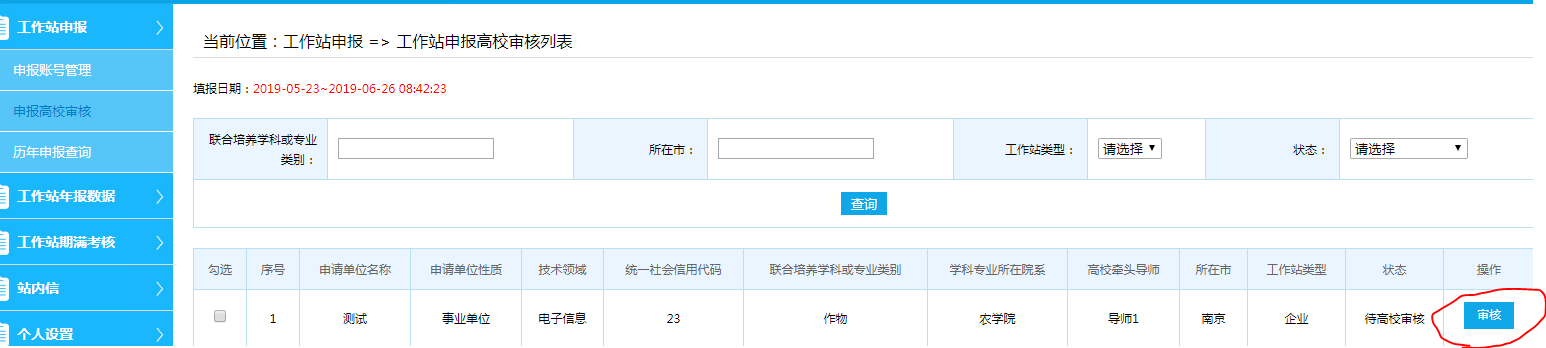 工作站申报
申报账号管理
申报高校审核
历年申报查询
工作站年报数据
工作站期满考核
站内信
个人设置
当前位置：工作站申报 => 工作站申报高校审核列表
填报日期：2019-05-23~2019-06-26 08:42:23
联合培养学科或专业
类别：
所在市：
工作站类型：
请选择
状态：
请选择
查询
勾选 序号 申请单位名称 申请单位性质 技术领域 统一社会信用代码 联合培养学科或专业类别 学科专业所在院系 高校牵头导师 所在市 工作站类型 状态 操作
1 测试 事业单位 电子信息 23 作物 农学院 导师1 南京 企业 待高校审核 审核